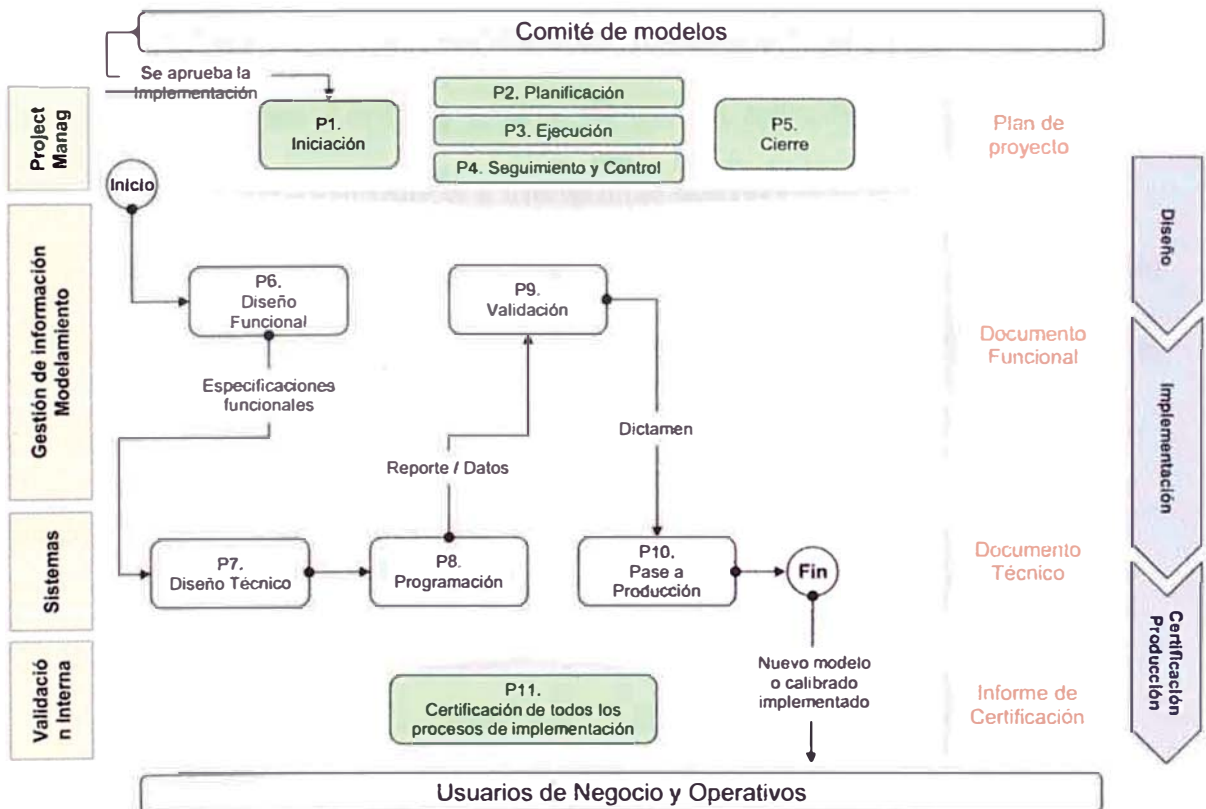 Comité de modelos
Se aprueba la
Implementación
Project
Manag
P1.
Iniciación
P2. Planificación
P3. Ejecución
P4. Seguimiento y Control
P5.
Cierre
Plan de
proyecto
Inicio
Gestión de información
Modelamiento
P6.
Diseño
Funcional
P9.
Validación
Documento
Funcional
Especificaciones
funcionales
Reporte / Datos
Dictamen
Sistemas
P7.
Diseño Técnico
P8.
Programación
P10.
Pase a
Producción
Fin
Documento
Técnico
Validació
n Interna
P11.
Certificación de todos los
procesos de implementación
Nuevo modelo
o calibrado
implementado
Informe de
Certificación
Diseño
Implementación
Certificación
Producción
Usuarios de Negocio y Operativos